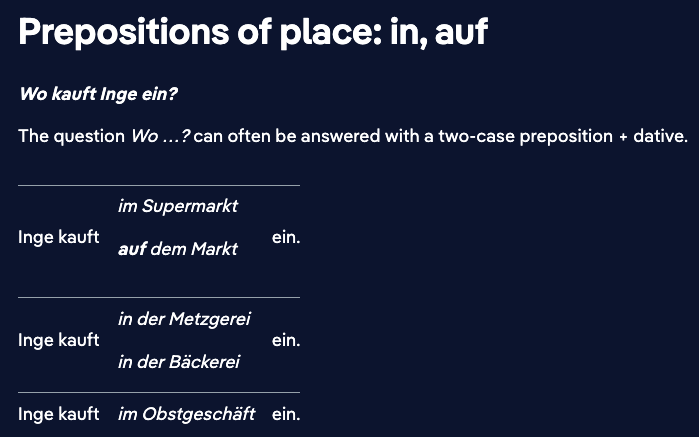 Prepositions of place: in, auf
Wo kauft Inge ein?
The question Wo ...? can often be answered with a two-case preposition + dative.
im Supermarkt
Inge kauft ein.
auf dem Markt
in der Metzgerei
Inge kauft ein.
in der Bäckerei
Inge kauft im Obstgeschäft ein.